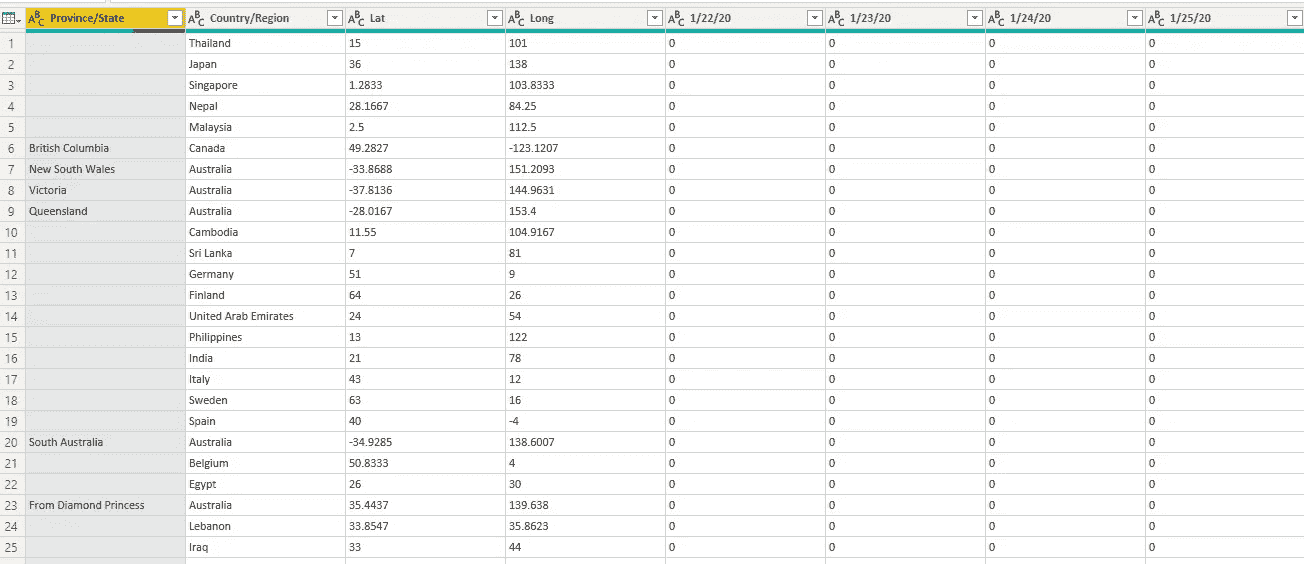 ABC Province/State ABC Country/Region ABC Lat ABC Long ABC 1/22/20 ABC 1/23/20 ABC 1/24/20 ABC 1/25/20
1 Thailand 15 101 0 0 0 0
2 Japan 36 138 0 0 0 0
3 Singapore 1.2833 103.8333 0 0 0 0
4 Nepal 28.1667 84.25 0 0 0 0
5 Malaysia 2.5 112.5 0 0 0 0
6 British Columbia Canada 49.2827 -123.1207 0 0 0 0
7 New South Wales Australia -33.8688 151.2093 0 0 0 0
8 Victoria Australia -37.8136 144.9631 0 0 0 0
9 Queensland Australia -28.0167 153.4 0 0 0 0
10 Cambodia 11.55 104.9167 0 0 0 0
11 Sri Lanka 7 81 0 0 0 0
12 Germany 51 9 0 0 0 0
13 Finland 64 26 0 0 0 0
14 United Arab Emirates 24 54 0 0 0 0
15 Philippines 13 122 0 0 0 0
16 India 21 78 0 0 0 0
17 Italy 43 12 0 0 0 0
18 Sweden 63 16 0 0 0 0
19 Spain 40 -4 0 0 0 0
20 South Australia Australia -34.9285 138.6007 0 0 0 0
21 Belgium 50.8333 4 0 0 0 0
22 Egypt 26 30 0 0 0 0
23 From Diamond Princess Australia 35.4437 139.638 0 0 0 0
24 Lebanon 33.8547 35.8623 0 0 0 0
25 Iraq 33 44 0 0 0 0